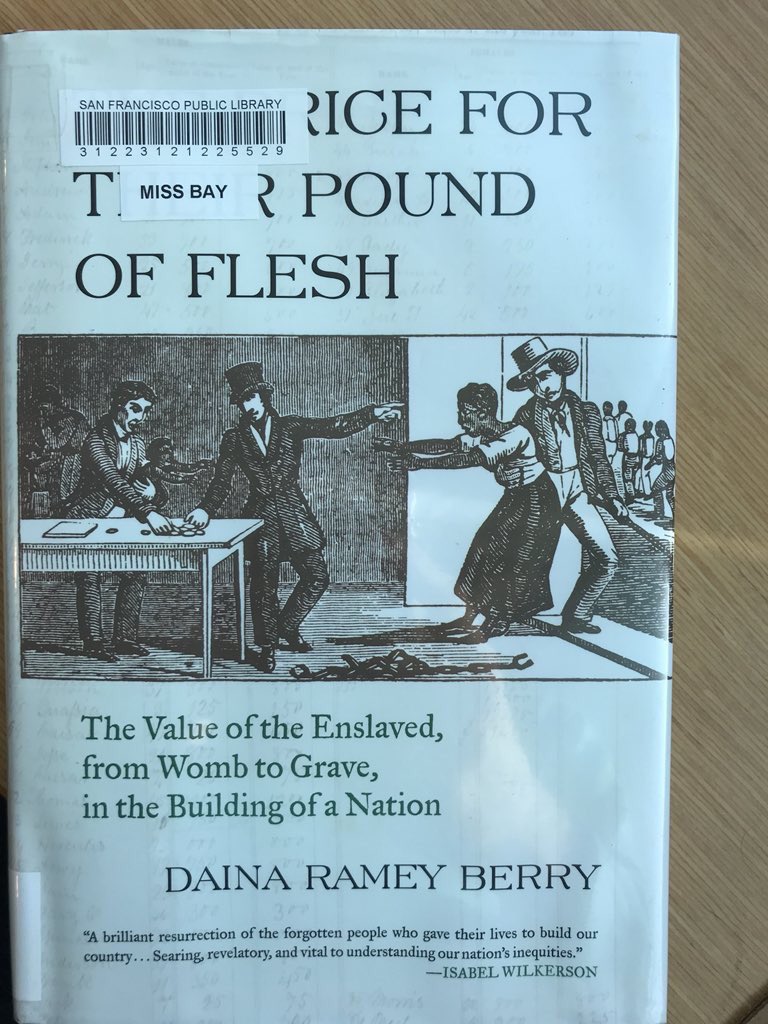 SAN FRANCISCO PUBLIC LIBRARY
31223121225529
RICE FOR
MISS BAY
POUND
OF FLESH
The Value of the Enslaved,
from Womb to Grave,
in the Building of a Nation
DAINA RAMEY BERRY
“A brilliant resurrection of the forgotten people who gave their lives to build our
country... Searing, revelatory, and vital to understanding our nation’s inequities.”
—ISABEL WILKERSON